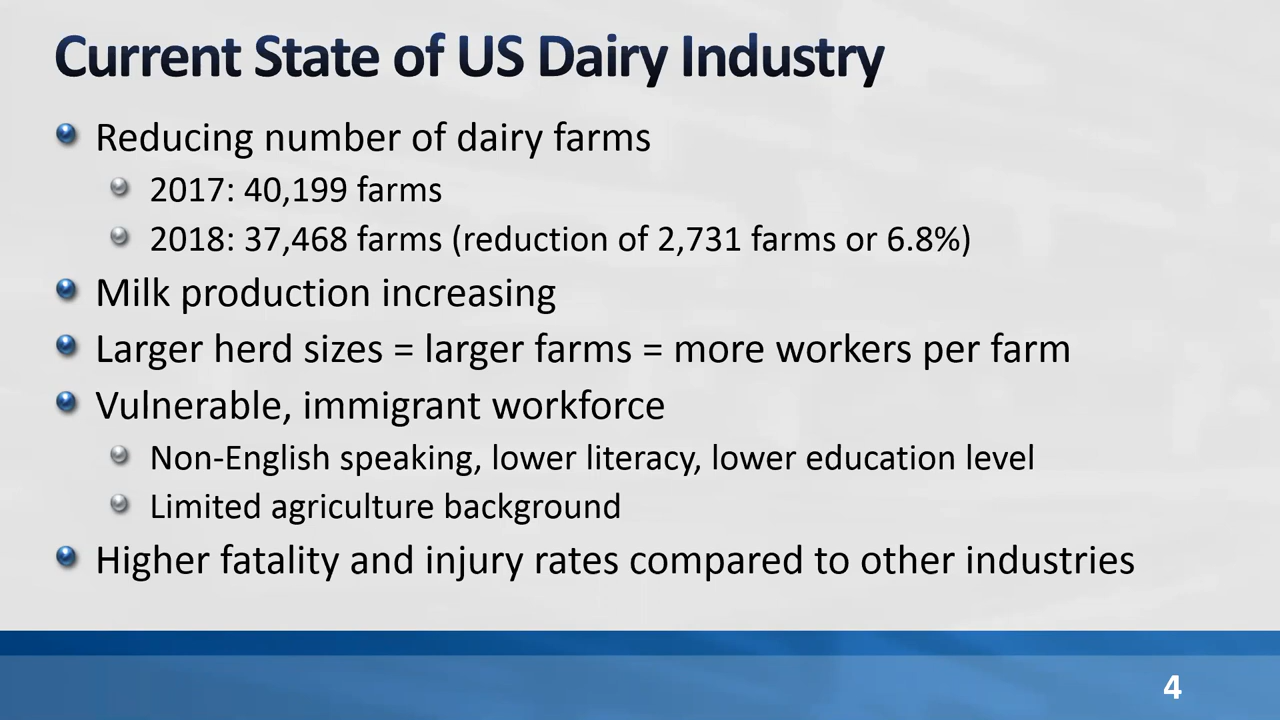 Current State of US Dairy Industry
Reducing number of dairy farms
2017: 40,199 farms
2018: 37,468 farms (reduction of 2,731 farms or 6.8%)
Milk production increasing
Larger herd sizes = larger farms = more workers per farm
Vulnerable, immigrant workforce
Non-English speaking, lower literacy, lower education level
Limited agriculture background
Higher fatality and injury rates compared to other industries
4